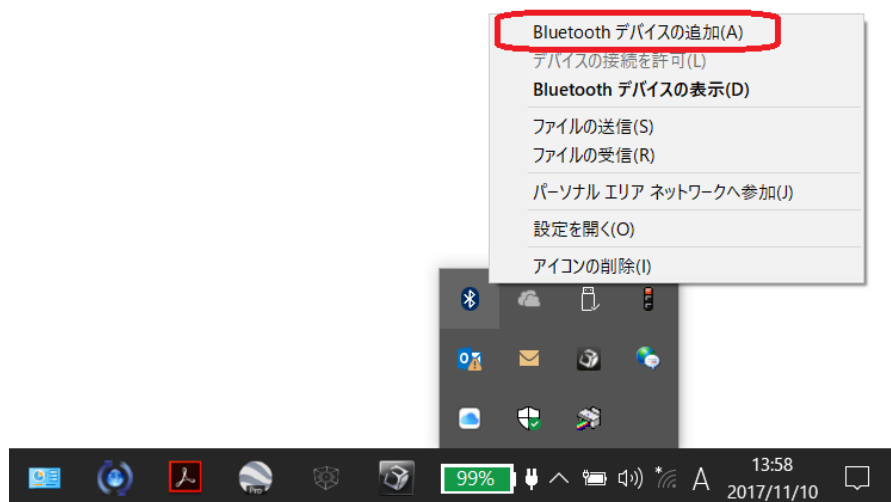 Bluetooth デバイスの追加(A)
デバイスの接続を許可(L)
Bluetooth デバイスの表示(D)
ファイルの送信(S)
ファイルの受信(R)
パーソナル エリア ネットワークへ参加(J)
設定を開く(O)
アイコンの削除(I)
99%
A
13:58
2017/11/10
Pro